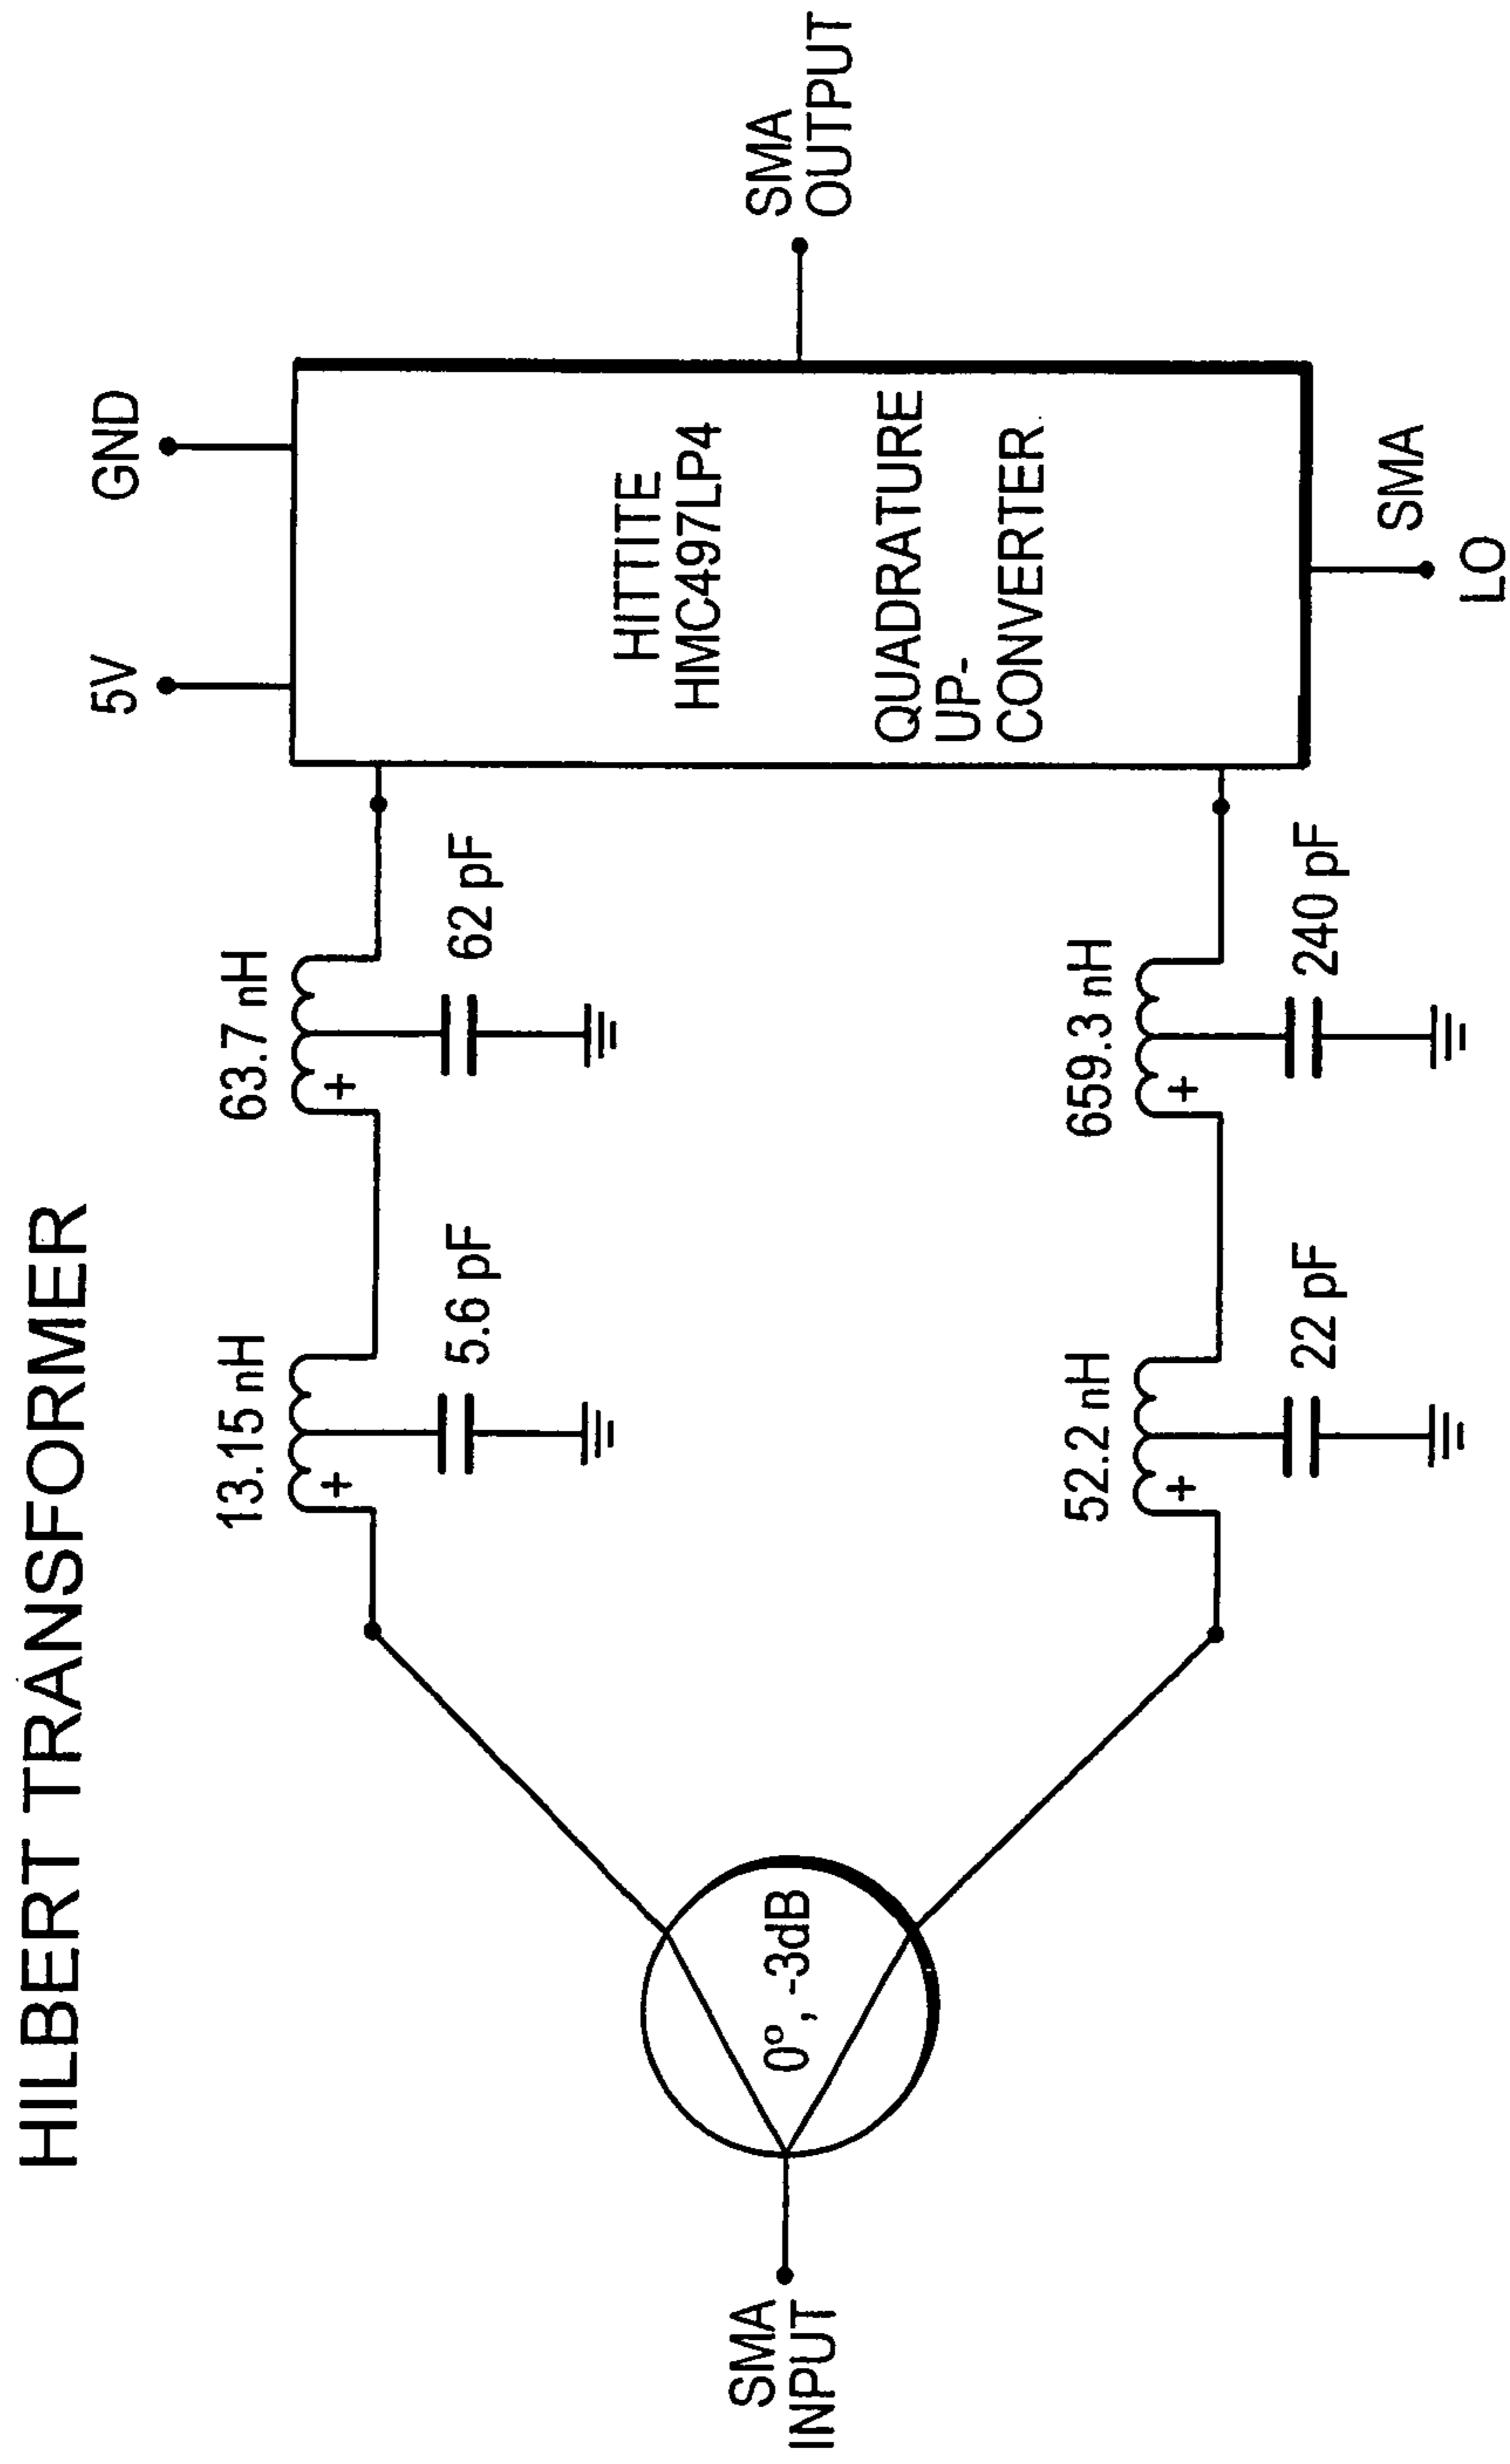 HILBERT TRANSFORMER
5V
GND
13.15 nH
63.7 nH
5.6 pF
62 pF
SMA
INPUT
0º, -3dB
HITTITE
HMC497LP4
QUADRATURE
UP-
CONVERTER
SMA
OUTPUT
52.2 nH
659.3 nH
22 pF
240 pF
SMA
LO
+
+
+
+